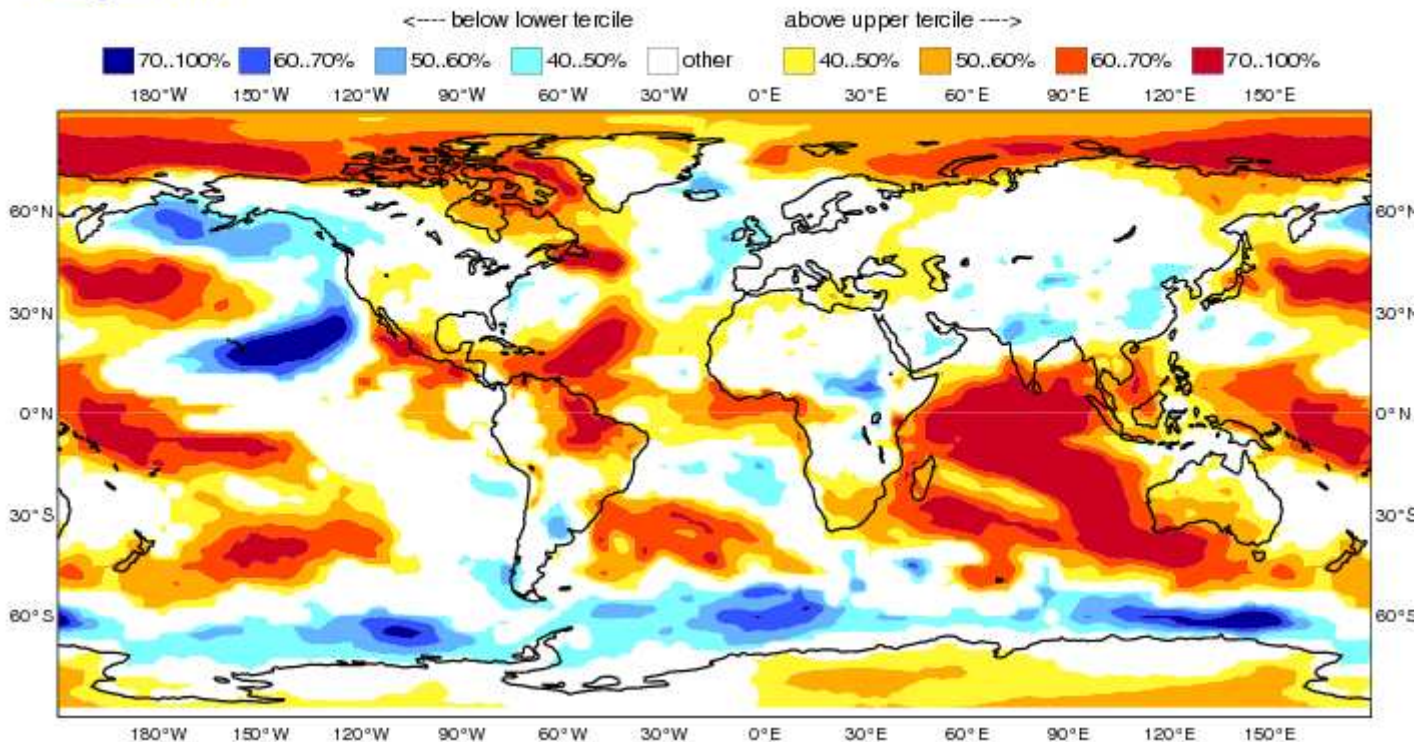 <---- below lower tercile above upper tercile ---->
70..100% 60..70% 50..60% 40..50% other 40..50% 50..60% 60..70% 70..100%
180°W 150°W 120°W 90°W 60°W 30°W 0°E 30°E 60°E 90°E 120°E 150°E
60°N 60°N
30°N 30°N
0°N 0°N
30°S 30°S
60°S 60°S
180°W 150°W 120°W 90°W 60°W 30°W 0°E 30°E 60°E 90°E 120°E 150°E